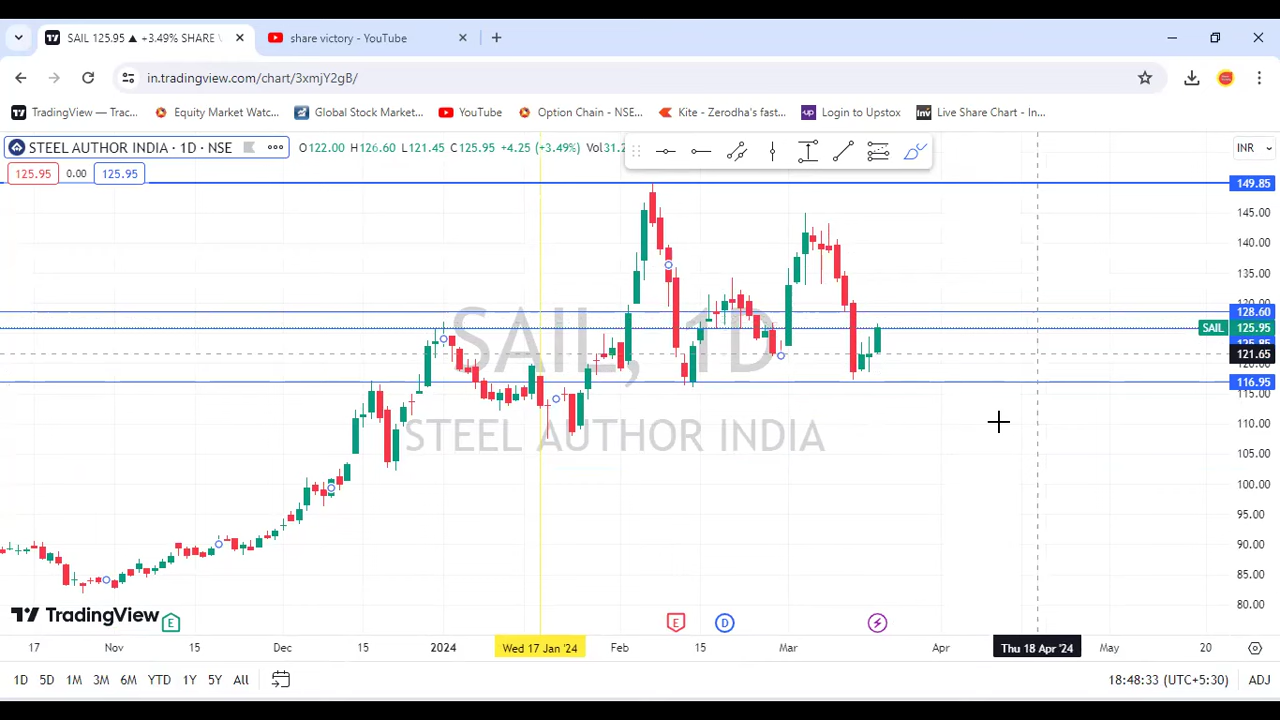 SAIL 125.95 ▲ +3.49% SHARE
share victory - YouTube
in.tradingview.com/chart/3xmjY2gB/
TradingView — Trac...
Equity Market Watc...
Global Stock Market...
YouTube
Option Chain - NSE...
Kite - Zerodha's fast...
Login to Upstox
Live Share Chart - In...
STEEL AUTHOR INDIA · 1D · NSE
O122.00 H126.60 L121.45 C125.95 +4.25 (+3.49%) Vol31.2
INR
125.95 0.00 125.95
149.85
145.00
140.00
135.00
128.60
SAIL 125.95
121.65
116.95
115.00
110.00
105.00
100.00
95.00
90.00
85.00
80.00
SAIL, 1D
STEEL AUTHOR INDIA
TradingView
E
E
D
17 Nov 15 Dec 15 2024 Wed 17 Jan '24 Feb 15 Mar Apr Thu 18 Apr '24 May 20
1D 5D 1M 3M 6M YTD 1Y 5Y All
18:48:33 (UTC+5:30) ADJ